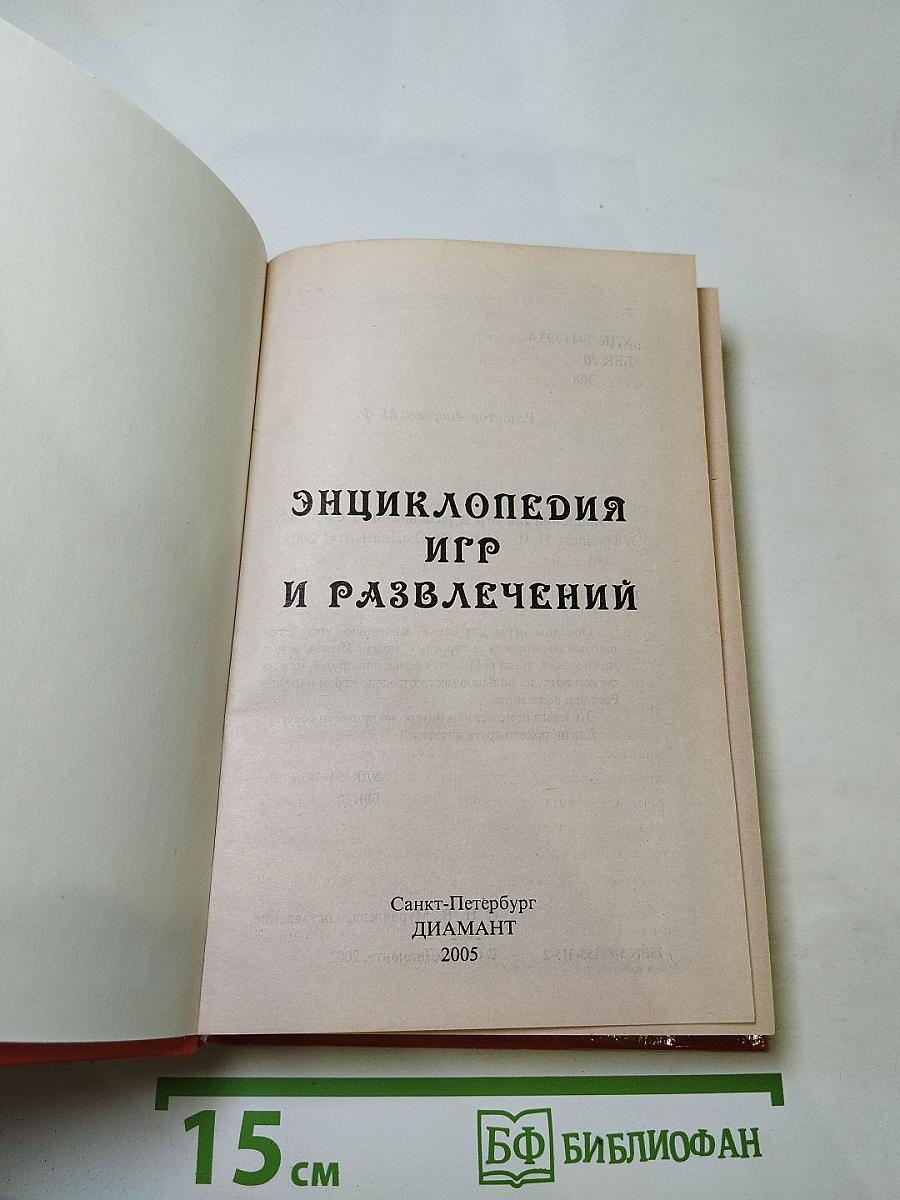 ЭНЦИКЛОПЕДИЯ
ИГР
И РАЗВЛЕЧЕНИЙ
Санкт-Петербург
ДИАМАНТ
2005
15 см
БФ БИБЛИОФАН